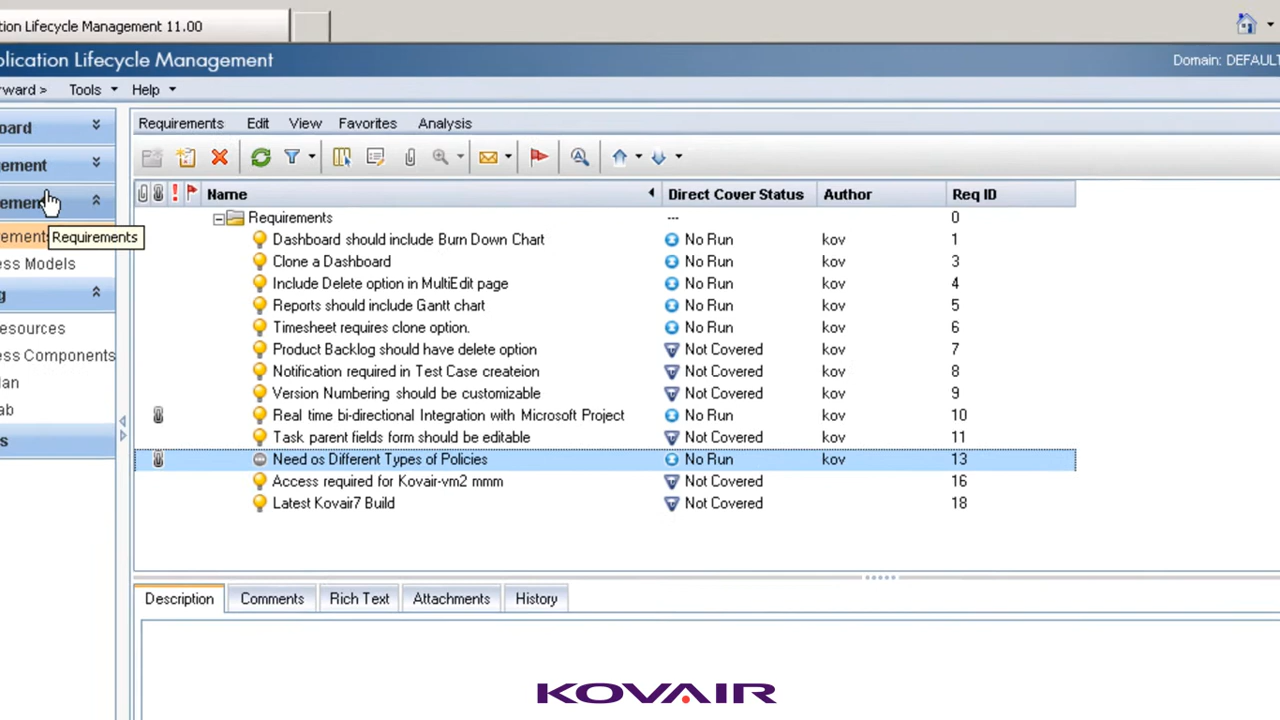 tion Lifecycle Management 11.00
plication Lifecycle Management
Domain: DEFAULT
rward > Tools Help
oard
gement
ements
Requirements
ess Models
g
esources
ess Components
lan
ab
s
Requirements Edit View Favorites Analysis
Name Direct Cover Status Author Req ID
Requirements --- 0
Dashboard should include Burn Down Chart No Run kov 1
Clone a Dashboard No Run kov 3
Include Delete option in MultiEdit page No Run kov 4
Reports should include Gantt chart No Run kov 5
Timesheet requires clone option. No Run kov 6
Product Backlog should have delete option Not Covered kov 7
Notification required in Test Case createion Not Covered kov 8
Version Numbering should be customizable Not Covered kov 9
Real time bi-directional Integration with Microsoft Project No Run kov 10
Task parent fields form should be editable Not Covered kov 11
Need os Different Types of Policies No Run kov 13
Access required for Kovair-vm2 mmm Not Covered 16
Latest Kovair7 Build Not Covered 18
Description Comments Rich Text Attachments History
KOVAIR